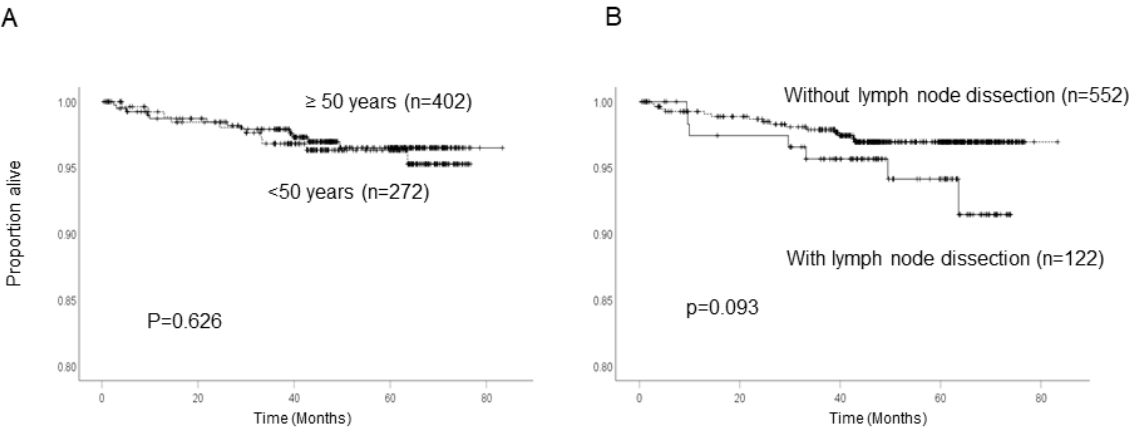 A
Proportion alive
1.00
0.95
0.90
0.85
0.80
≥ 50 years (n=402)
<50 years (n=272)
P=0.626
0
20
40
60
80
Time (Months)
B
1.00
0.95
0.90
0.85
0.80
Without lymph node dissection (n=552)
With lymph node dissection (n=122)
p=0.093
0
20
40
60
80
Time (Months)